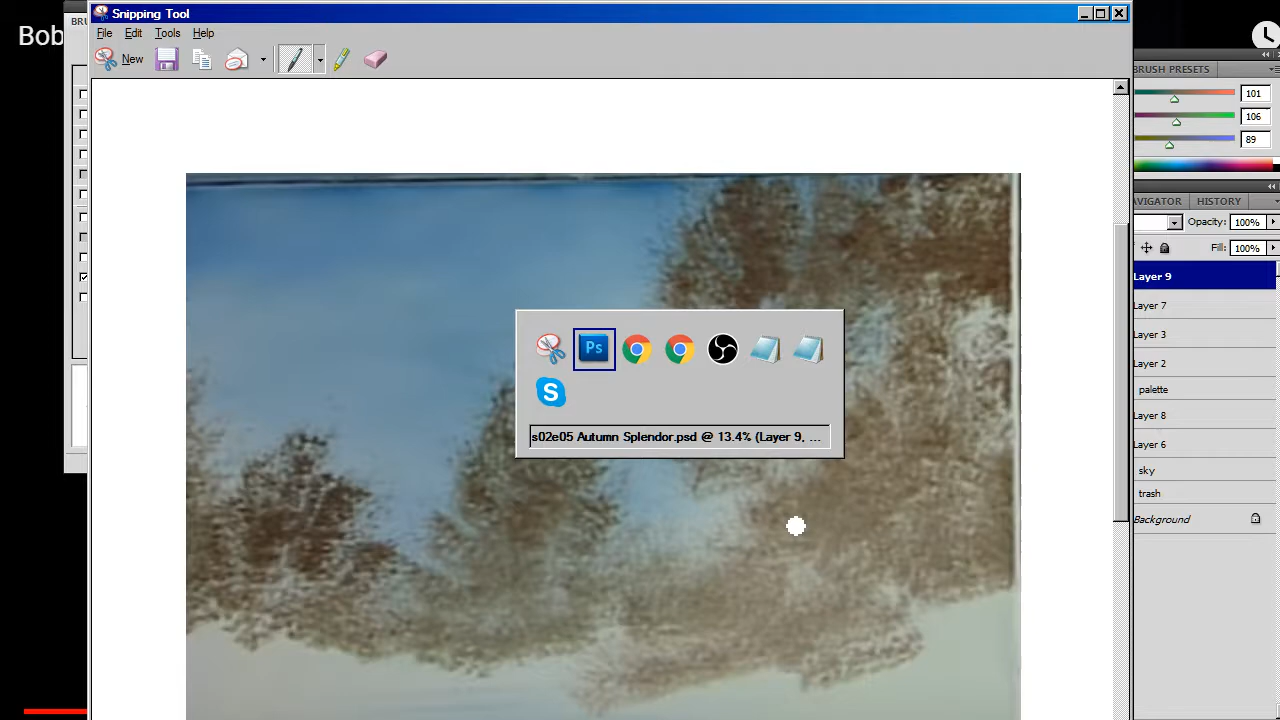 Bob
BRU
Snipping Tool
File Edit Tools Help
New
BRUSH PRESETS
101
106
89
AVIGATOR HISTORY
Opacity: 100%
Fill: 100%
Layer 9
Layer 7
Layer 3
Layer 2
palette
Layer 8
Layer 6
sky
trash
Background
Ps
S
s02e05 Autumn Splendor.psd @ 13.4% (Layer 9, ...